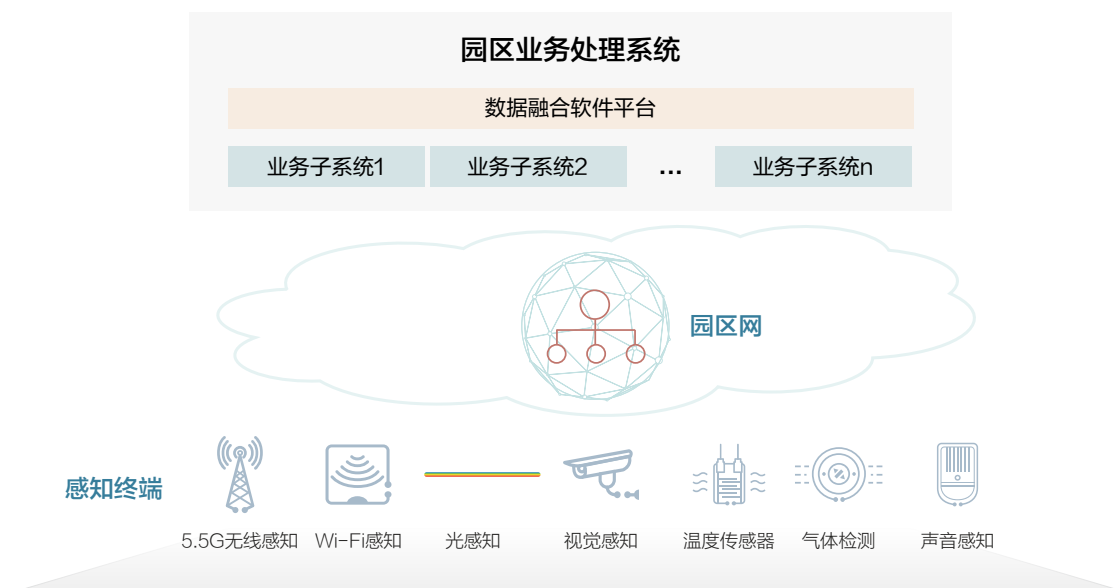 园区业务处理系统
数据融合软件平台
业务子系统1 业务子系统2 ... 业务子系统n
园区网
感知终端
5.5G无线感知 Wi-Fi感知 光感知 视觉感知 温度传感器 气体检测 声音感知